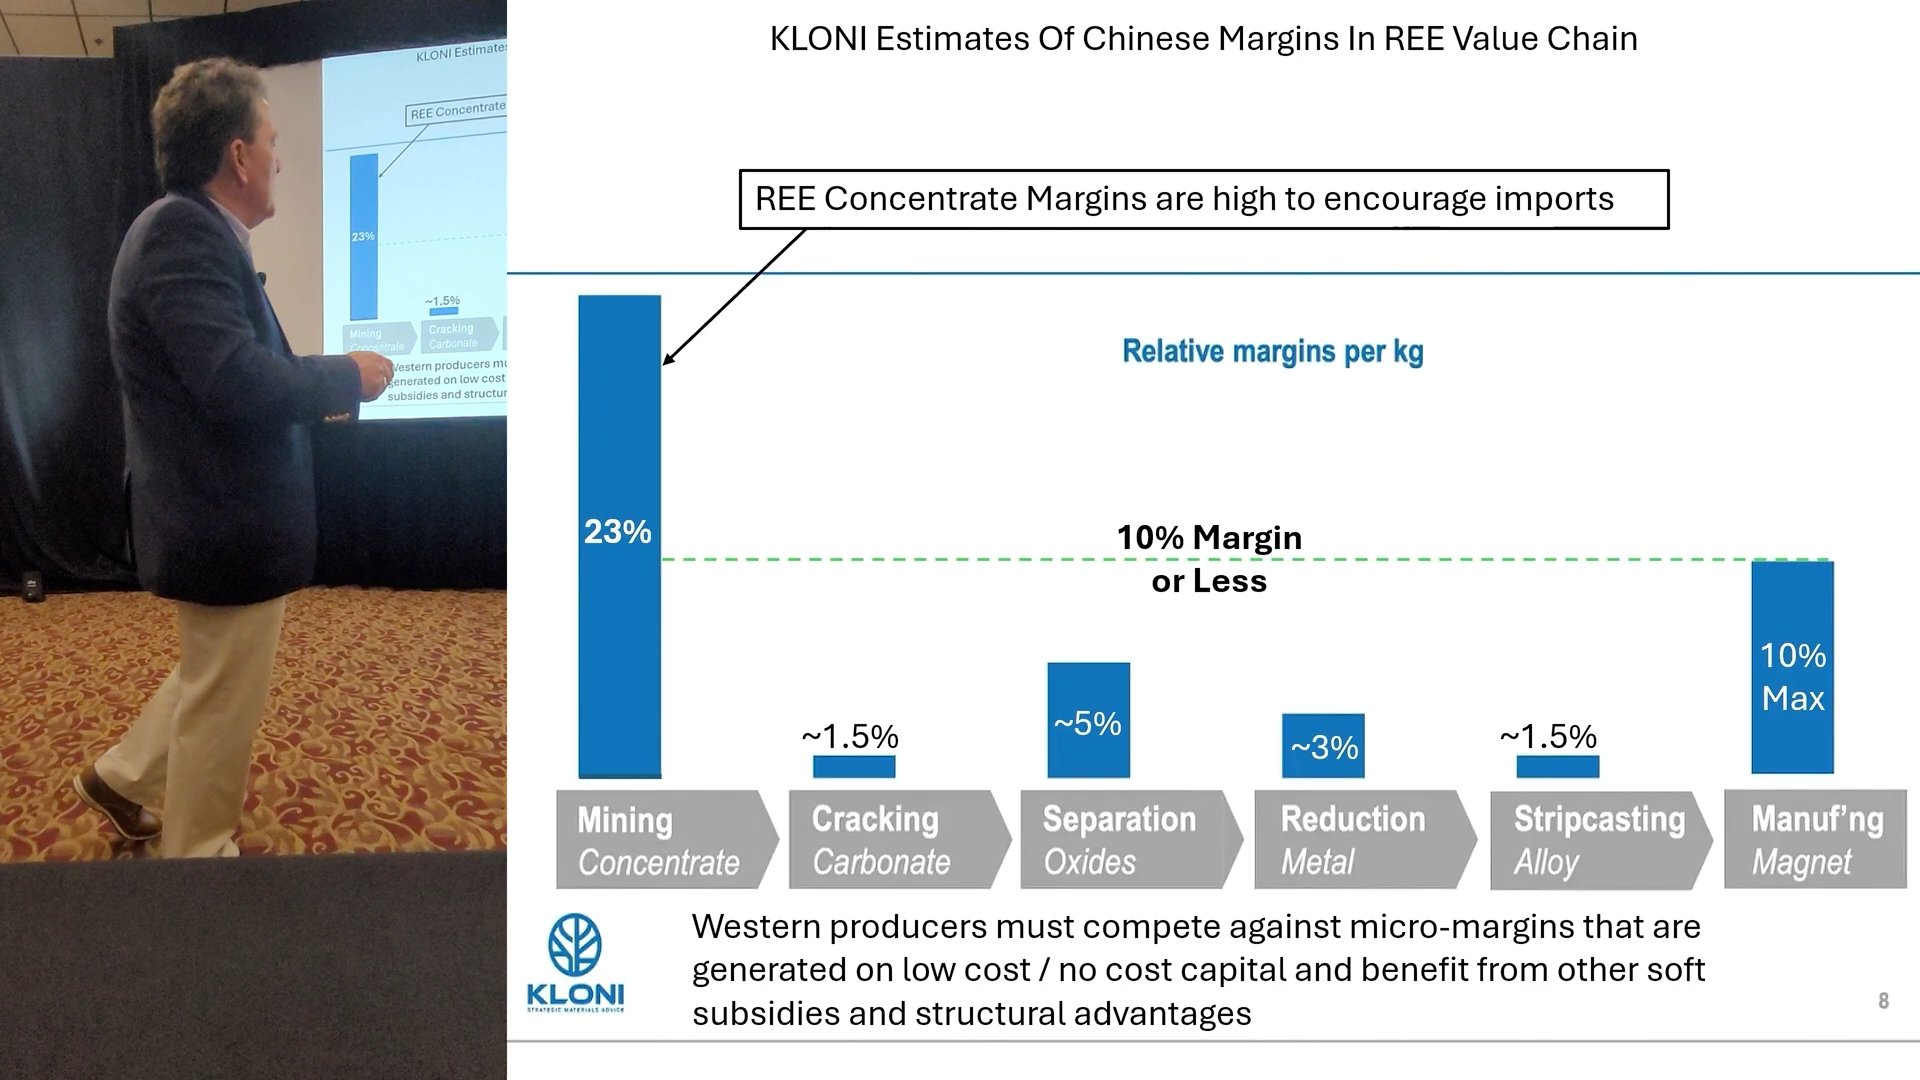 KLONI Estimates
REE Concentrate
23%
~1.5%
Mining
Concentrate
Cracking
Carbonate
Western producers mu
generated on low cost
subsidies and structur
KLONI Estimates Of Chinese Margins In REE Value Chain
REE Concentrate Margins are high to encourage imports
Relative margins per kg
23%
10% Margin
or Less
~1.5%
~5%
~3%
~1.5%
10%
Max
Mining
Concentrate
Cracking
Carbonate
Separation
Oxides
Reduction
Metal
Stripcasting
Alloy
Manuf’ng
Magnet
KLONI
STRATEGIC MATERIALS ADVICE
Western producers must compete against micro-margins that are
generated on low cost / no cost capital and benefit from other soft
subsidies and structural advantages
8